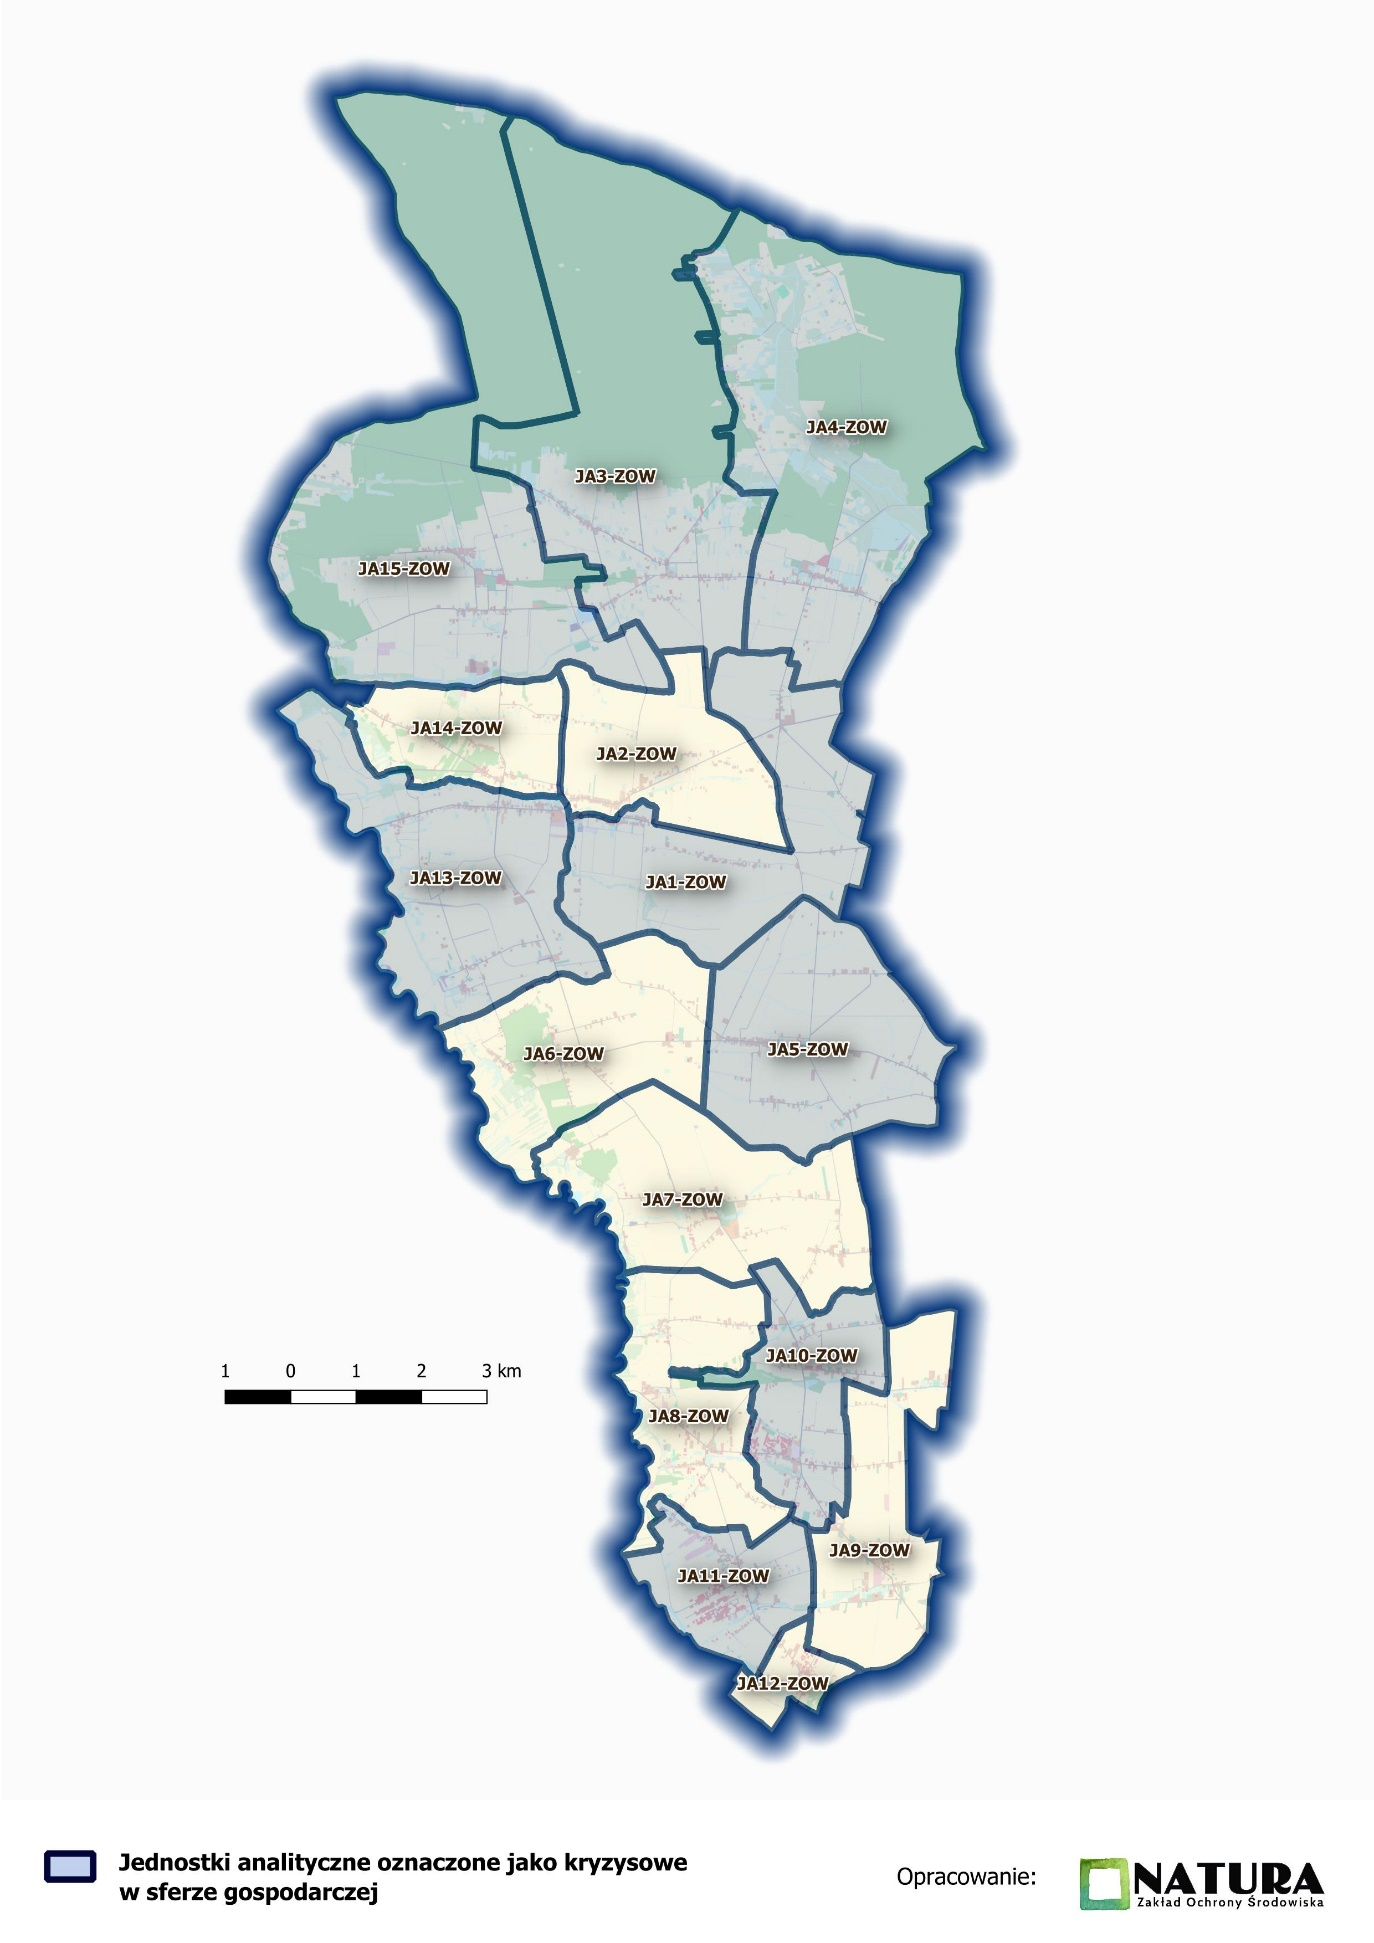 JA4-ZOW
JA3-ZOW
JA15-ZOW
JA14-ZOW
JA2-ZOW
JA13-ZOW
JA1-ZOW
JA6-ZOW
JA5-ZOW
JA7-ZOW
JA10-ZOW
1 0 1 2 3 km
JA8-ZOW
JA9-ZOW
JA11-ZOW
JA12-ZOW
Jednostki analityczne oznaczone jako kryzysowe
w sferze gospodarczej
Opracowanie:
NATURA
Zakład Ochrony Środowiska